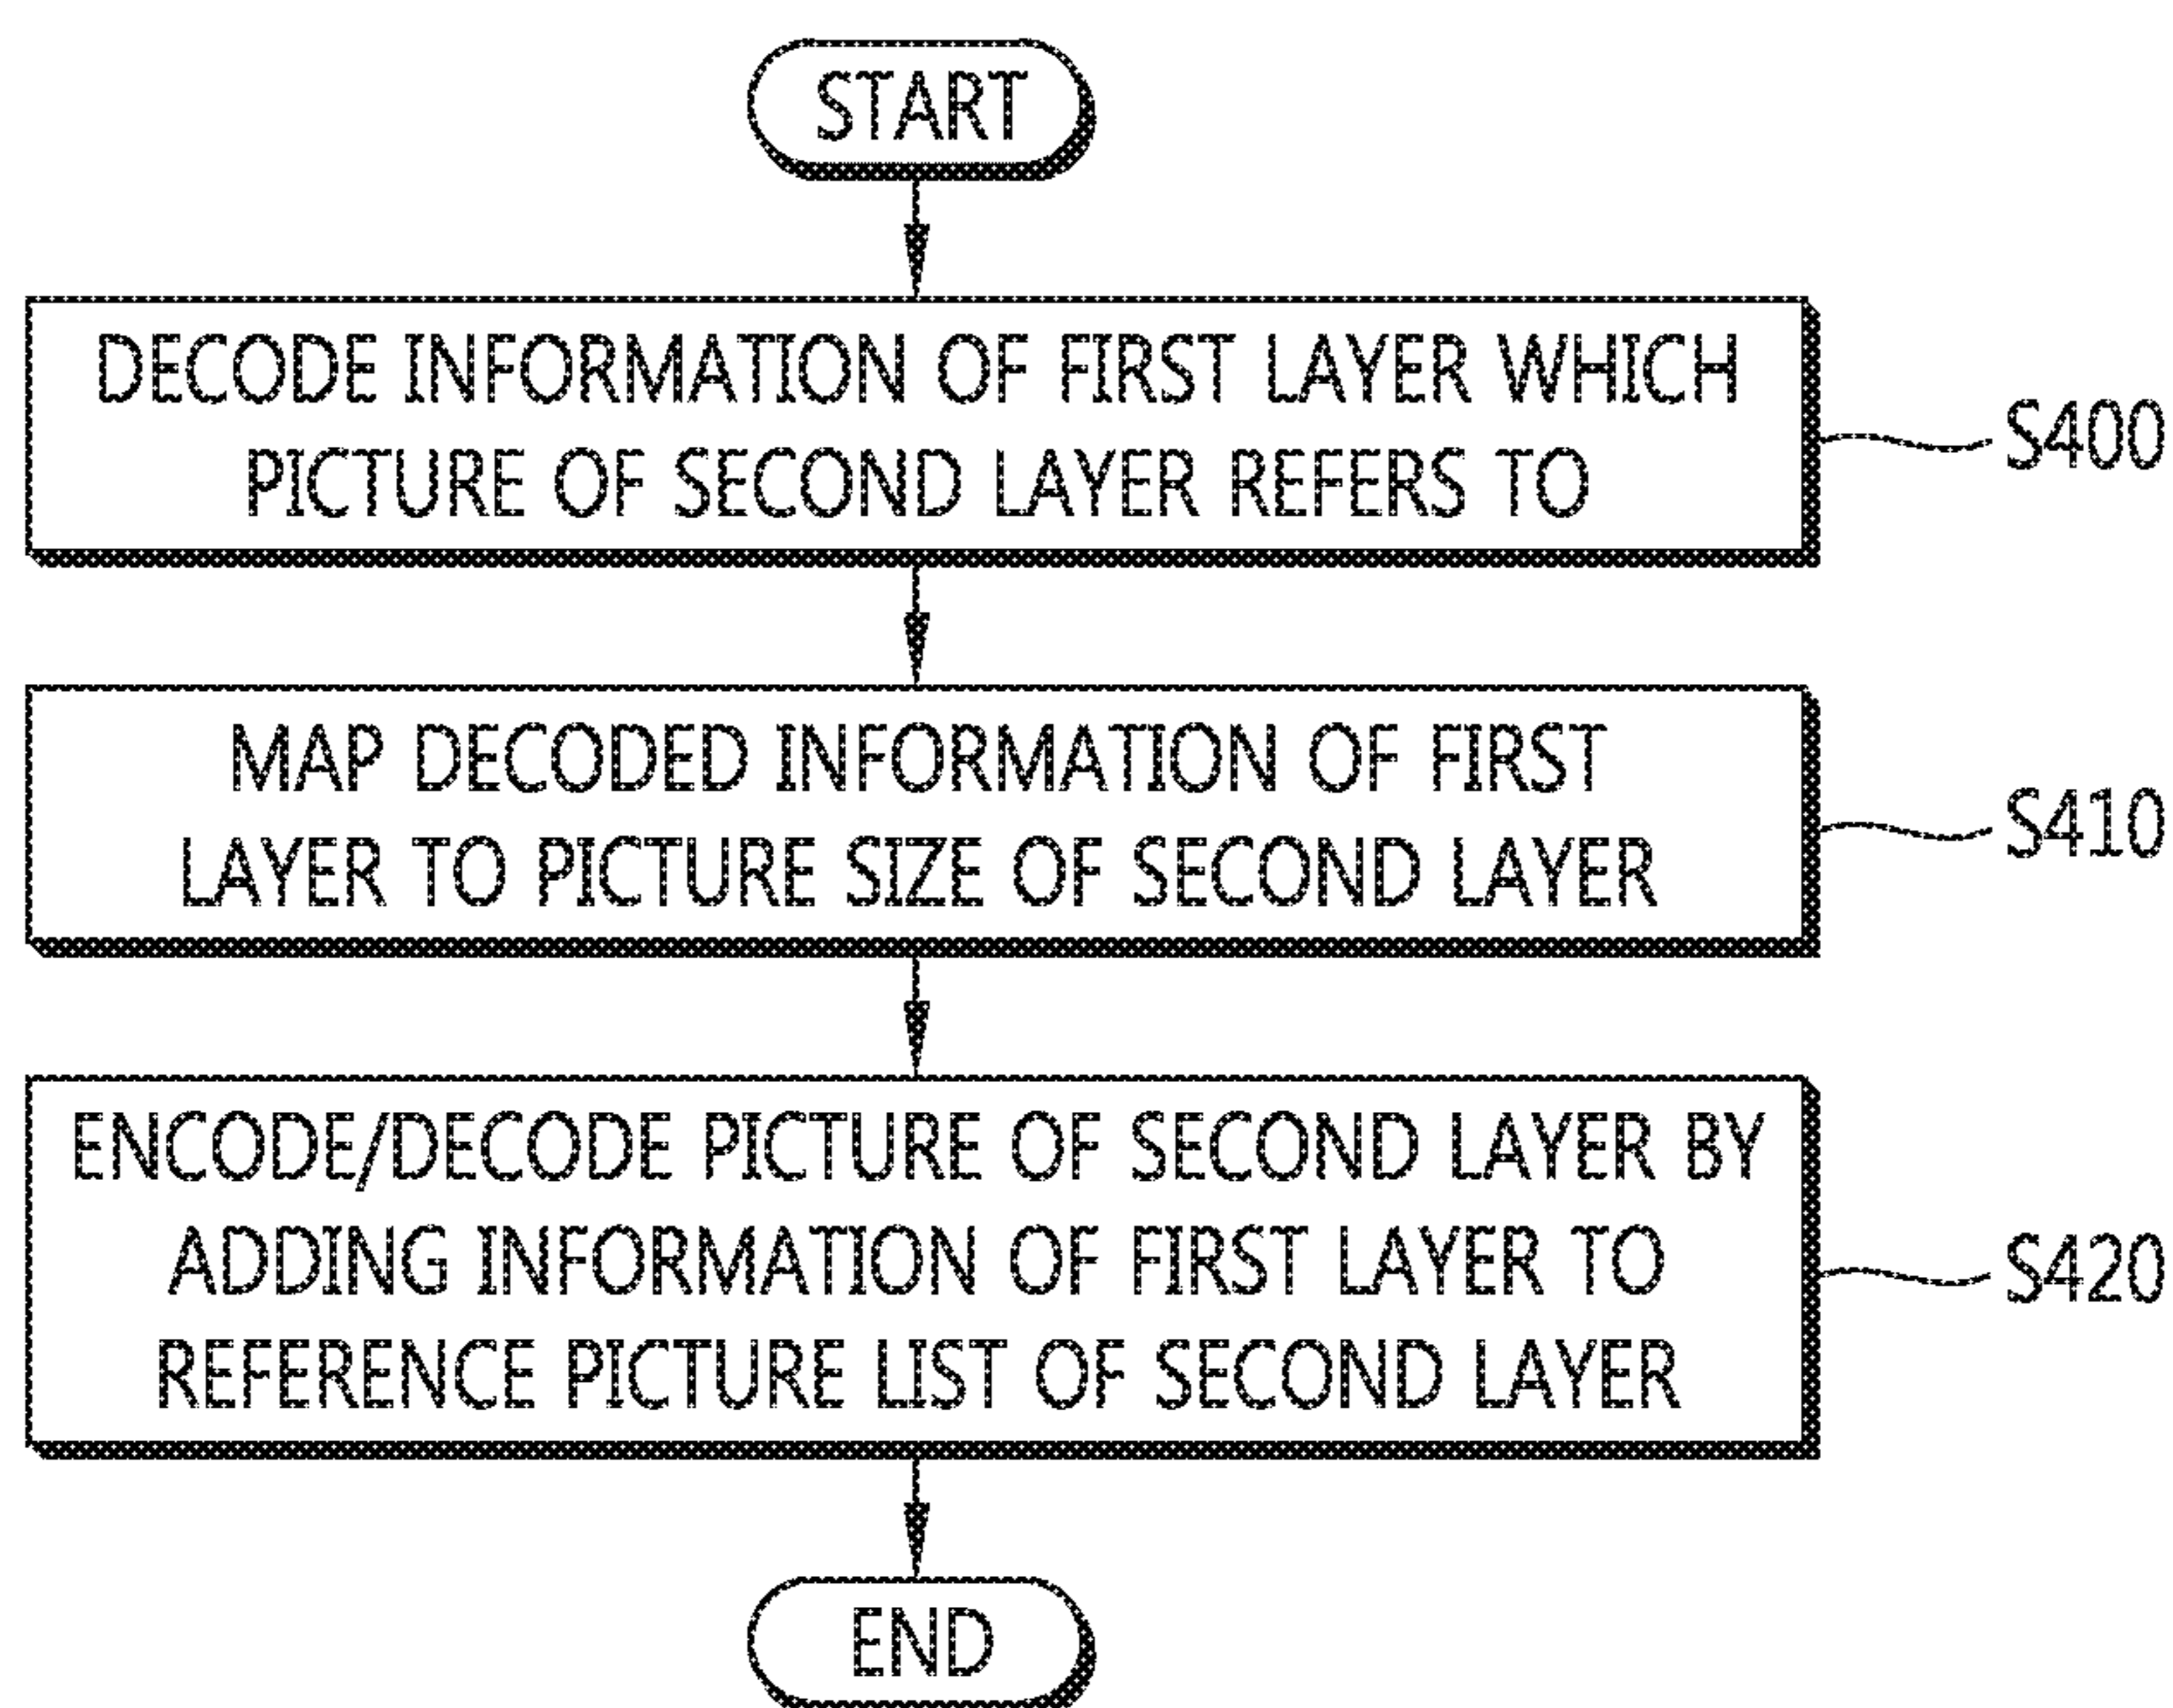 START
DECODE INFORMATION OF FIRST LAYER WHICH
PICTURE OF SECOND LAYER REFERS TO
S400
MAP DECODED INFORMATION OF FIRST
LAYER TO PICTURE SIZE OF SECOND LAYER
S410
ENCODE/DECODE PICTURE OF SECOND LAYER BY
ADDING INFORMATION OF FIRST LAYER TO
REFERENCE PICTURE LIST OF SECOND LAYER
S420
END